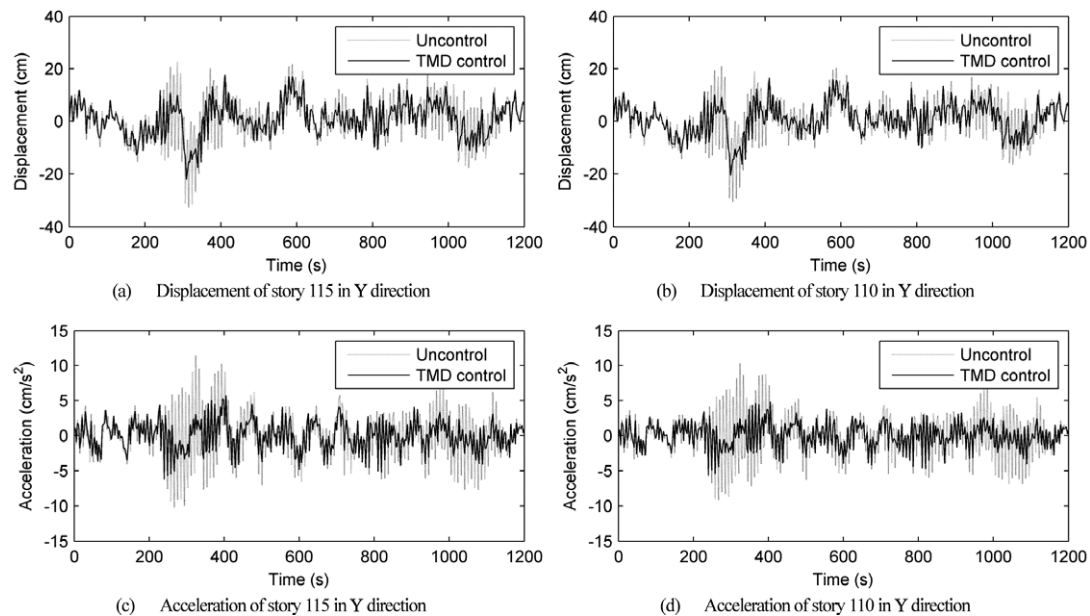 40
20
0
-20
-40
Displacement (cm)
Uncontrol
TMD control
0 200 400 600 800 1000 1200
Time (s)
(a) Displacement of story 115 in Y direction
40
20
0
-20
-40
Displacement (cm)
Uncontrol
TMD control
0 200 400 600 800 1000 1200
Time (s)
(b) Displacement of story 110 in Y direction
15
10
5
0
-5
-10
-15
Acceleration (cm/s²)
Uncontrol
TMD control
0 200 400 600 800 1000 1200
Time (s)
(c) Acceleration of story 115 in Y direction
15
10
5
0
-5
-10
-15
Acceleration (cm/s²)
Uncontrol
TMD control
0 200 400 600 800 1000 1200
Time (s)
(d) Acceleration of story 110 in Y direction